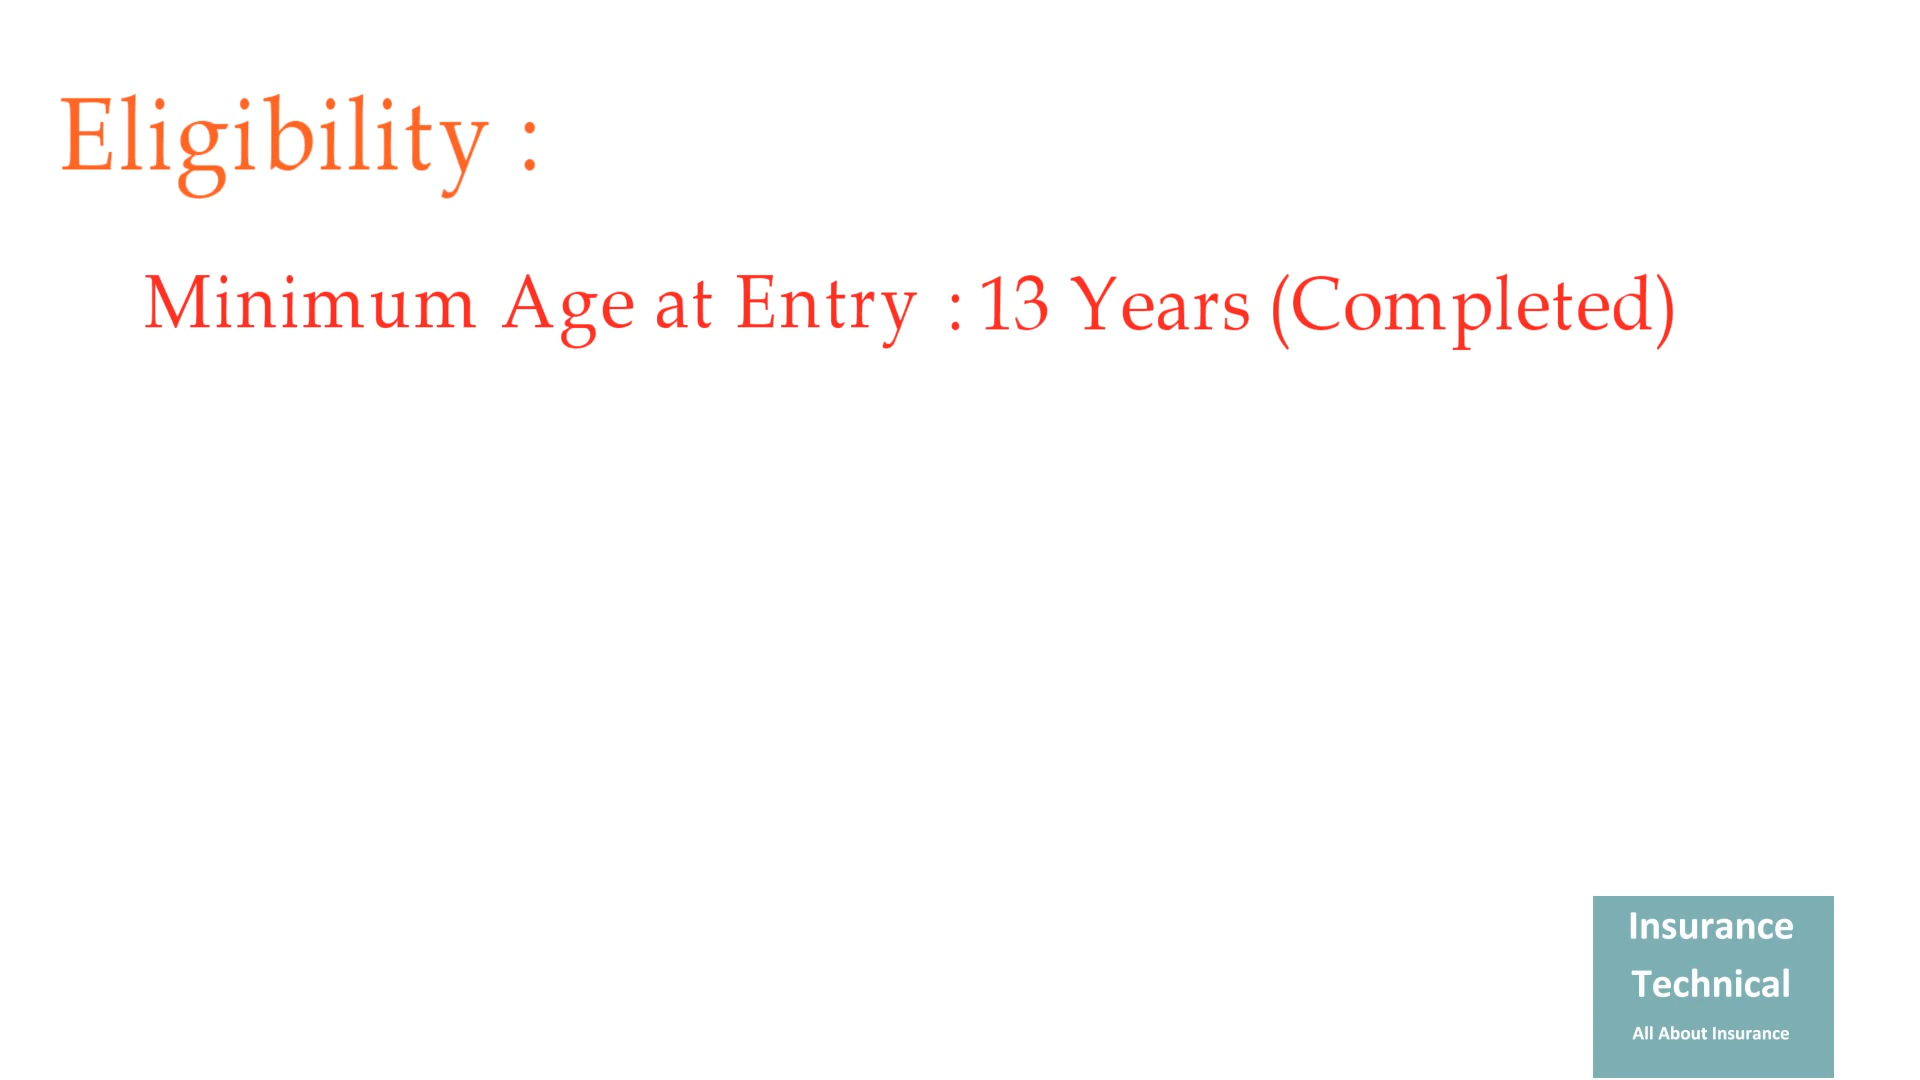 Eligibility :
Minimum Age at Entry : 13 Years (Completed)
Insurance
Technical
All About Insurance